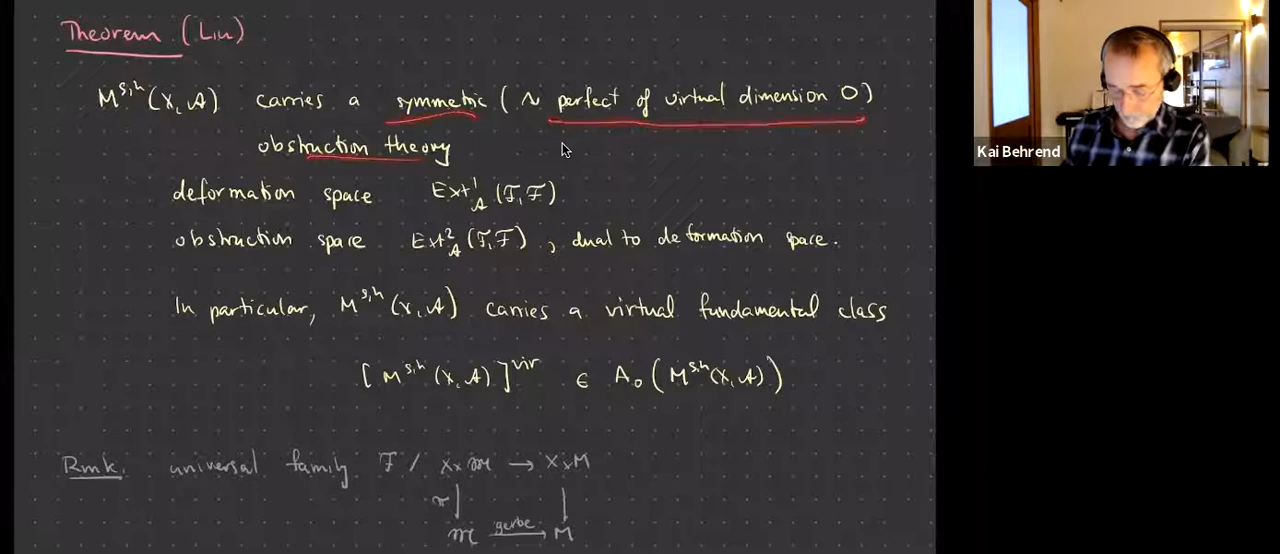 Theorem (Liu)
M^{s,h}(X, A) carries a symmetric (~ perfect of virtual dimension 0)
obstruction theory
deformation space Ext^1_A (F, F)
obstruction space Ext^2_A (F, F), dual to deformation space.
In particular, M^{s,h}(X, A) carries a virtual fundamental class
[M^{s,h}(X, A)]^{vir} ∈ A_0 (M^{s,h}(X, A))
Rmk. universal family F / X × 𝔐 → X × M
π
𝔐 gerbe → M
Kai Behrend